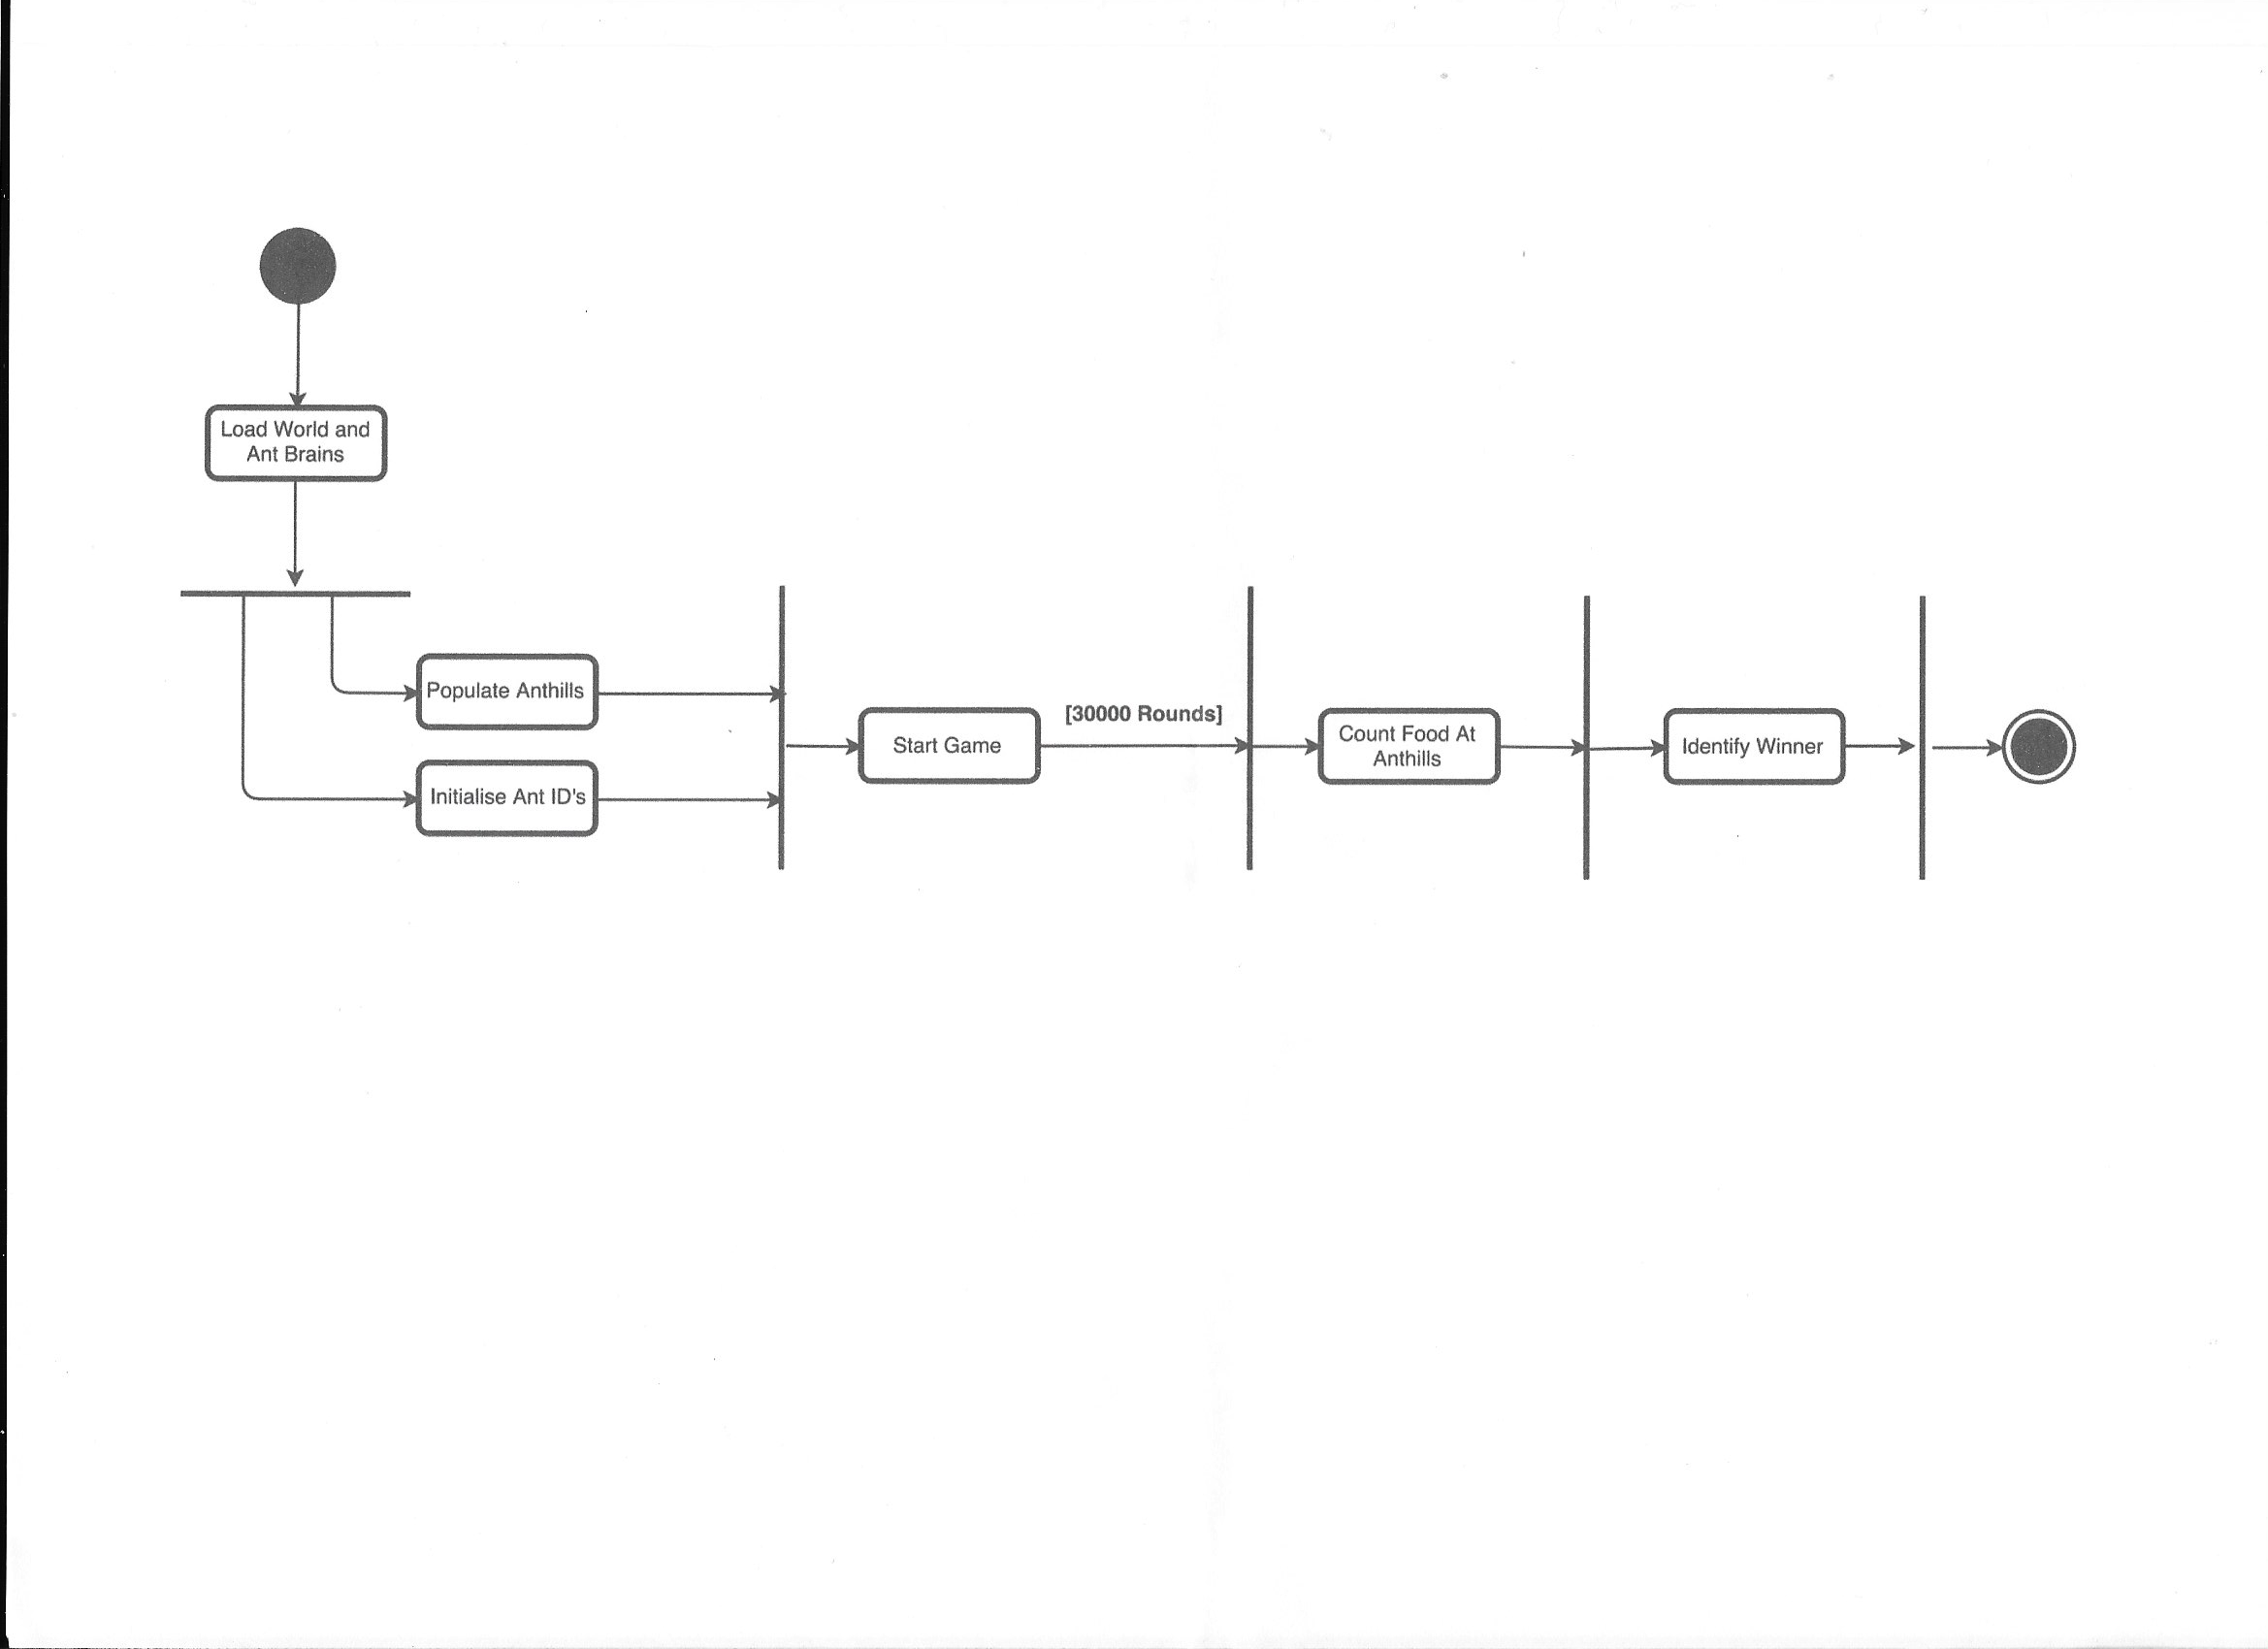 Load World and
Ant Brains
Populate Anthills
Initialise Ant ID's
Start Game
[30000 Rounds]
Count Food At
Anthills
Identify Winner